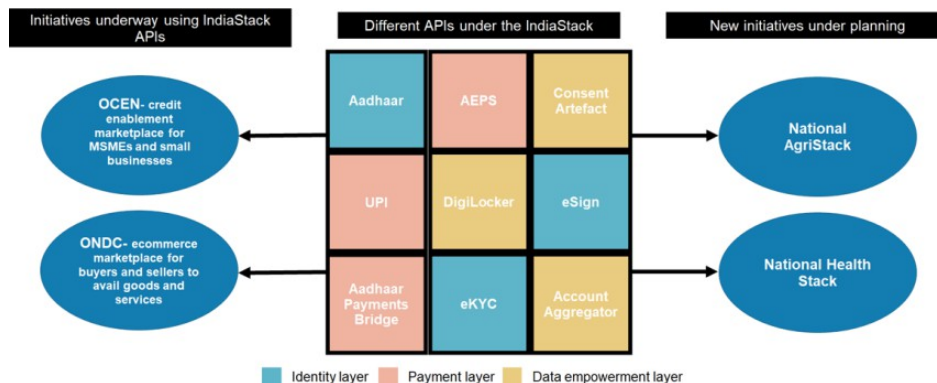 Initiatives underway using IndiaStack
APIs
Different APIs under the IndiaStack
New initiatives under planning
OCEN- credit
enablement
marketplace for
MSMEs and small
businesses
ONDC- ecommerce
marketplace for
buyers and sellers to
avail goods and
services
Aadhaar
AEPS
Consent
Artefact
UPI
DigiLocker
eSign
Aadhaar
Payments
Bridge
eKYC
Account
Aggregator
National
AgriStack
National Health
Stack
Identity layer
Payment layer
Data empowerment layer